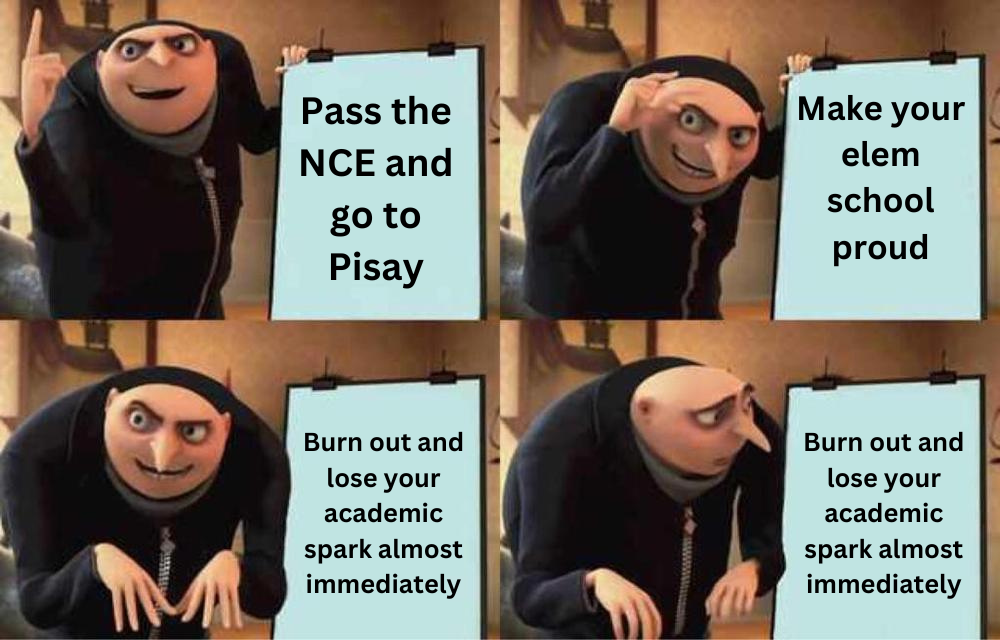 Pass the
NCE and
go to
Pisay
Make your
elem
school
proud
Burn out and
lose your
academic
spark almost
immediately
Burn out and
lose your
academic
spark almost
immediately